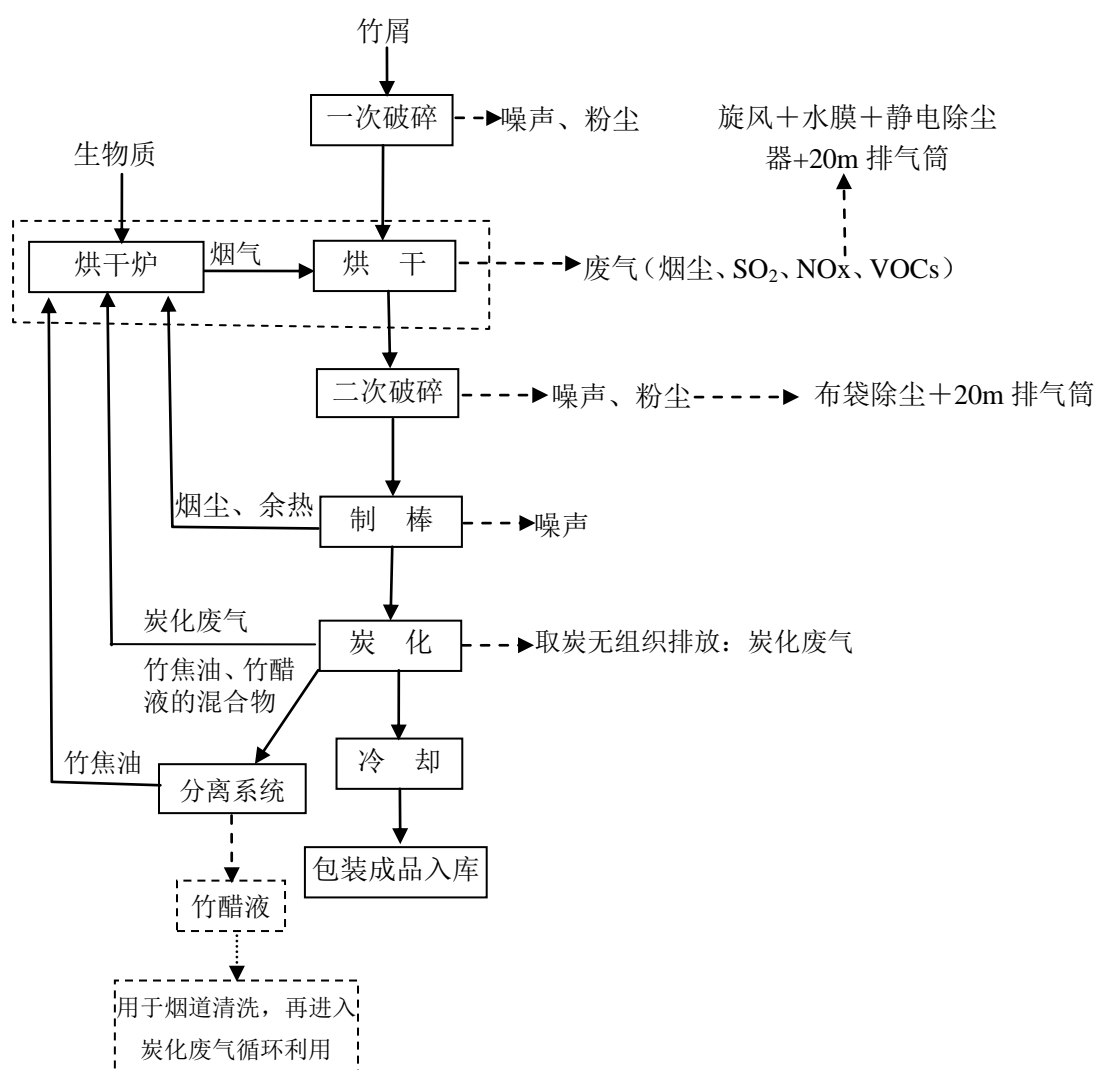 竹屑
一次破碎
噪声、粉尘
旋风＋水膜＋静电除尘
器+20m 排气筒
生物质
烘干炉
烟气
烘 干
废气（烟尘、SO₂、NOx、VOCs）
二次破碎
噪声、粉尘
布袋除尘＋20m 排气筒
烟尘、余热
制 棒
噪声
炭化废气
炭 化
取炭无组织排放：炭化废气
竹焦油、竹醋
液的混合物
竹焦油
分离系统
冷 却
包装成品入库
竹醋液
用于烟道清洗，再进入
炭化废气循环利用